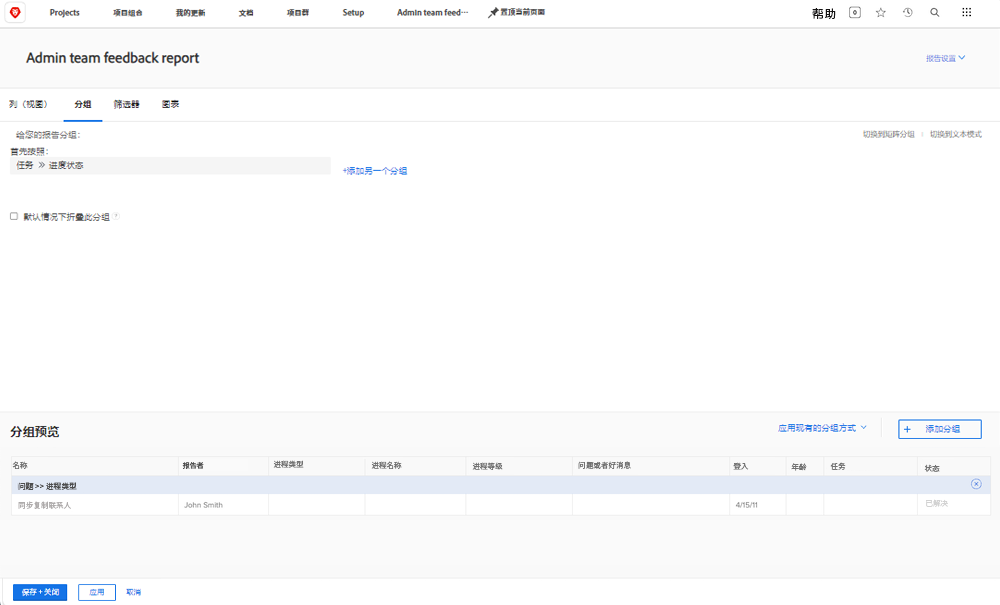 Projects 项目组合 我的更新 文档 项目群 Setup Admin team feed··· 置顶当前页面 帮助 0
Admin team feedback report 报告设置
列（视图） 分组 筛选器 图表
给您的报告分组： 切换到矩阵分组 切换到文本模式
首先按照：
任务 >> 进度状态 +添加另一个分组
默认情况下折叠此分组 ?
分组预览 应用现有的分组方式 + 添加分组
名称 报告者 进程类型 进程名称 进程等级 问题或者好消息 登入 年龄 任务 状态
问题 >> 进程类型
同步复制联系人 John Smith 4/15/11 已解决
保存 + 关闭 应用 取消